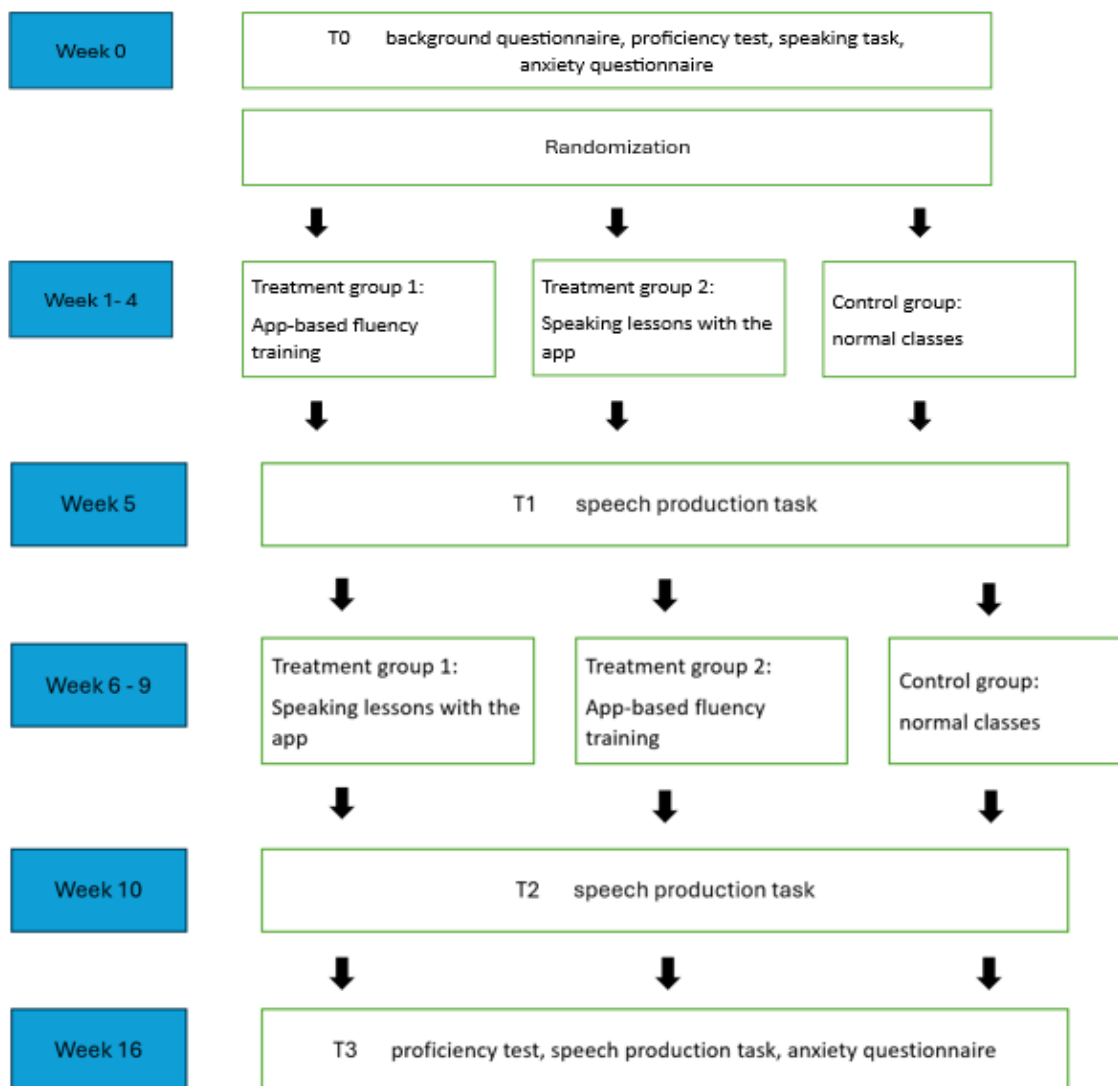 Week 0
T0 background questionnaire, proficiency test, speaking task,
anxiety questionnaire
Randomization
Week 1- 4
Treatment group 1:
App-based fluency
training
Treatment group 2:
Speaking lessons with the
app
Control group:
normal classes
Week 5
T1 speech production task
Week 6 - 9
Treatment group 1:
Speaking lessons with the
app
Treatment group 2:
App-based fluency
training
Control group:
normal classes
Week 10
T2 speech production task
Week 16
T3 proficiency test, speech production task, anxiety questionnaire